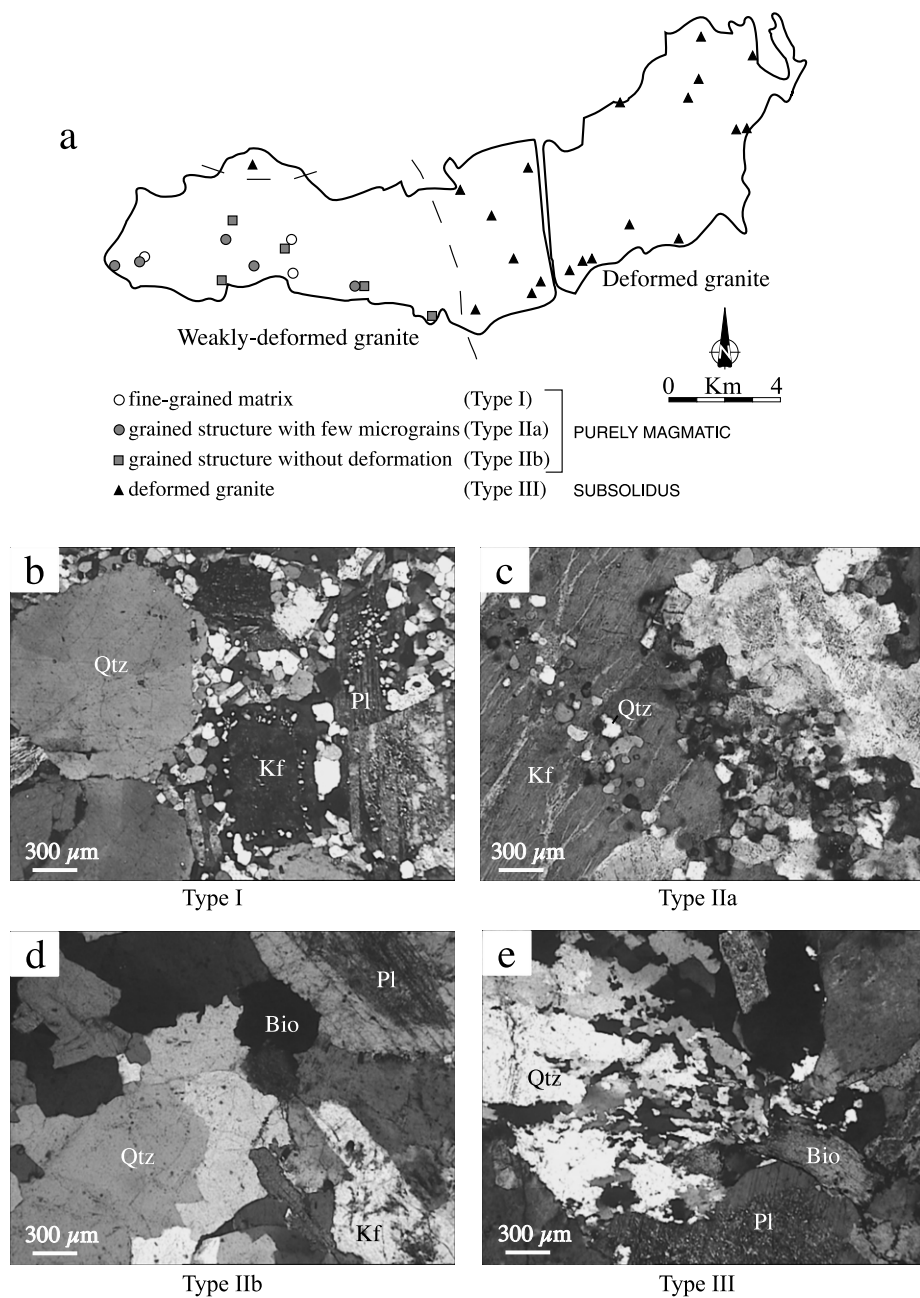 a
Deformed granite
Weakly-deformed granite
N
0 Km 4
fine-grained matrix (Type I)
grained structure with few micrograins (Type IIa) PURELY MAGMATIC
grained structure without deformation (Type IIb)
deformed granite (Type III) SUBSOLIDUS
b
Qtz
Pl
Kf
300 µm
Type I
c
Qtz
Kf
300 µm
Type IIa
d
Pl
Bio
Qtz
Kf
300 µm
Type IIb
e
Qtz
Bio
Pl
300 µm
Type III